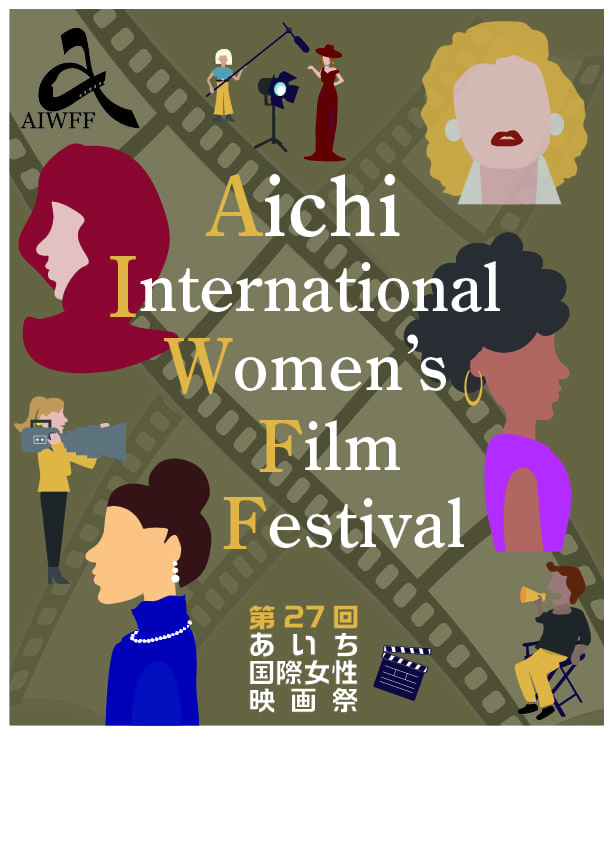 AIWFF
Aichi
International
Women's
Film
Festival
第27回
あいち
国際女性
映画祭